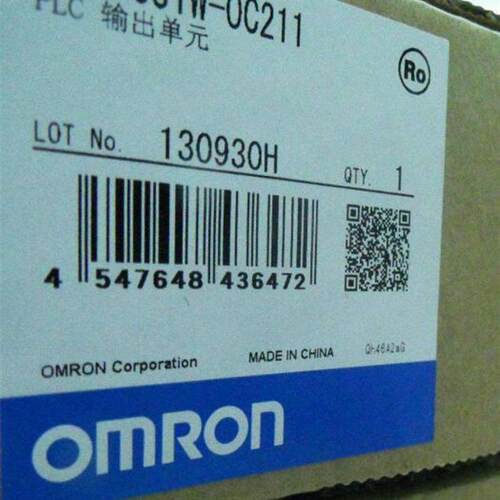 W-OC211
PLC 输出单元
Ro
LOT No. 130930H
QTY. 1
4 547648 436472
OMRON Corporation
MADE IN CHINA
OMRON